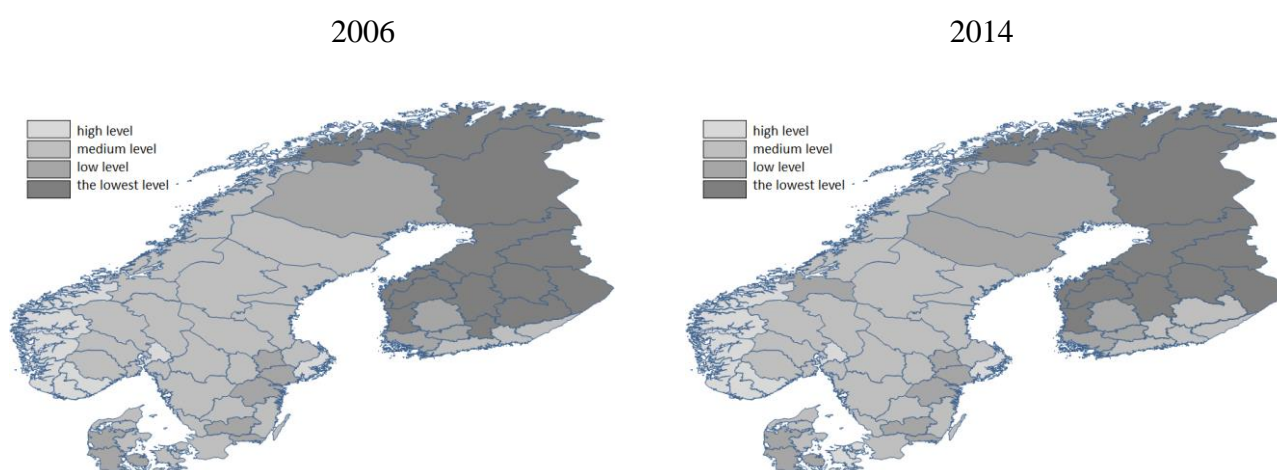 2006
2014
high level
medium level
low level
the lowest level
high level
medium level
low level
the lowest level